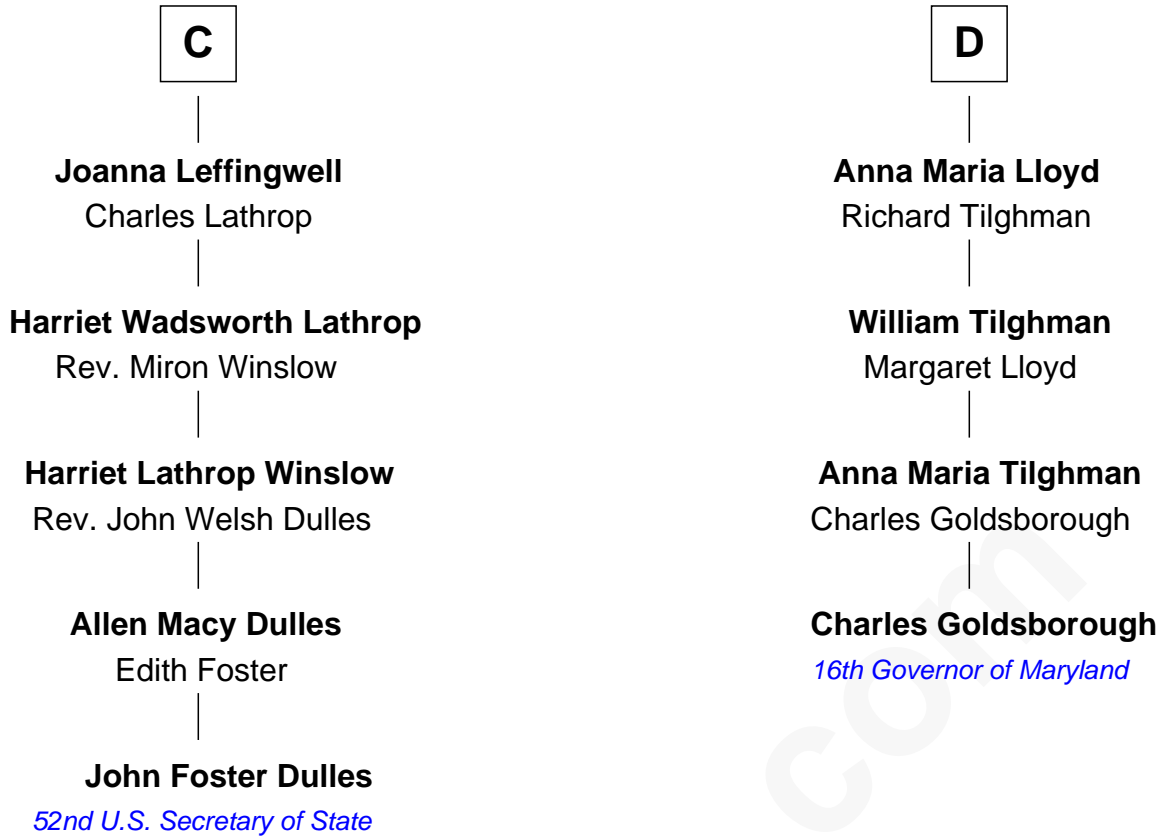 C
Joanna Leffingwell
Charles Lathrop
Harriet Wadsworth Lathrop
Rev. Miron Winslow
Harriet Lathrop Winslow
Rev. John Welsh Dulles
Allen Macy Dulles
Edith Foster
John Foster Dulles
52nd U.S. Secretary of State
D
Anna Maria Lloyd
Richard Tilghman
William Tilghman
Margaret Lloyd
Anna Maria Tilghman
Charles Goldsborough
Charles Goldsborough
16th Governor of Maryland
com